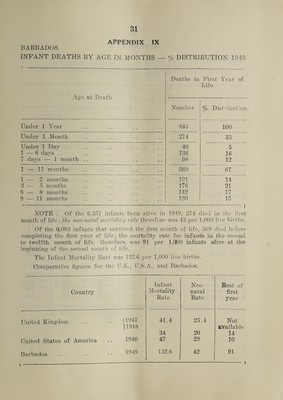 31
APPENDIX IX
BARBADOS.
INFANT DEATHS BY AGE IN MONTHS — % DISTRIBUTION 1949
Age at Death
Deaths in First Year of Life
Number % Distribution
Under 1 Year 843 100
Under 1 Month 274 33
Under 1 Day 40 5
1 — 6 days 136 16
7 days — 1 month 98 12
1 — 11 months 569 67
1 — 2 months 121 14
3 — 5 months 176 21
6 — 8 months 142 17
9 — 11 months 130 15
NOTE : Of the 6,357 infants born alive in 1949, 274 died in the first
month of life; the neo-natal mortality rate therefore was 43 per 1,000 live births.
Of the 6,083 infants that survived the first month of life, 569 died before
completing the first year of life; the mortality rate for infants in the second
to twelfth month of life, therefore, was 91 per 1,000 infants alive at the
beginning of the second month of life.
The Infant Mortality Rate was 132.6 per 1,000 live births.
Comparative figures for the U.K., U.S.A., and Barbados.
Country
Infant Mortality Rate
Neo-natal Rate
Rest of first year
United Kingdom 1947 41.4 25.4 Not available
1948 34 20 14
United States of America 1940 47 29 10
Barbados 1949 132.6 42 91